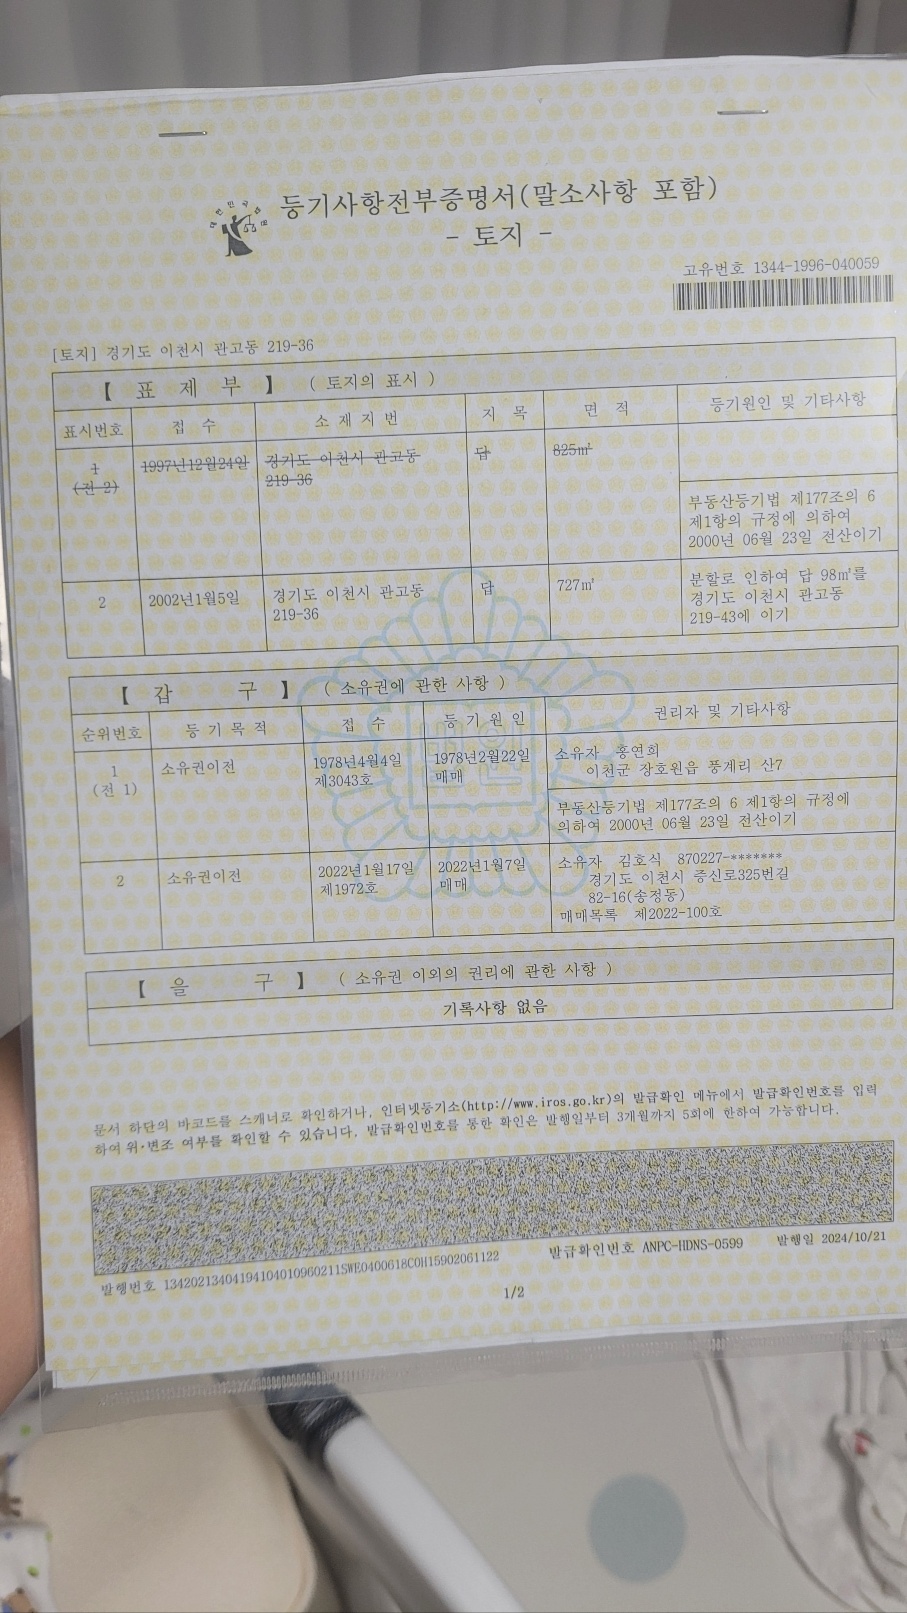 등기사항전부증명서(말소사항 포함)
- 토지 -
고유번호 1344-1996-040059
[토지] 경기도 이천시 관고동 219-36
【 표 제 부 】 ( 토지의 표시 )
표시번호 접 수 소 재 지 번 지 목 면 적 등기원인 및 기타사항
1 1997년12월24일 경기도 이천시 관고동 답 825㎡
(전 2) 219-36
부동산등기법 제177조의 6
제1항의 규정에 의하여
2000년 06월 23일 전산이기
2 2002년1월5일 경기도 이천시 관고동 답 727㎡ 분할로 인하여 답 98㎡를
219-36 경기도 이천시 관고동
219-43에 이기
【 갑 구 】 ( 소유권에 관한 사항 )
순위번호 등 기 목 적 접 수 등 기 원 인 권리자 및 기타사항
1 소유권이전 1978년4월4일 1978년2월22일 소유자 홍연희
(전 1) 제3043호 매매 이천군 장호원읍 풍계리 산7
부동산등기법 제177조의 6 제1항의 규정에
의하여 2000년 06월 23일 전산이기
2 소유권이전 2022년1월17일 2022년1월7일 소유자 김호식 870227-*******
제1972호 매매 경기도 이천시 증신로325번길
82-16(송정동)
매매목록 제2022-100호
【 을 구 】 ( 소유권 이외의 권리에 관한 사항 )
기록사항 없음
문서 하단의 바코드를 스캐너로 확인하거나, 인터넷등기소(http://www.iros.go.kr)의 발급확인 메뉴에서 발급확인번호를 입력
하여 위·변조 여부를 확인할 수 있습니다. 발급확인번호를 통한 확인은 발행일부터 3개월까지 5회에 한하여 가능합니다.
발행번호 13420213404194104010960211SWE0400618C0H15902061122 발급확인번호 ANPC-HDNS-0599 발행일 2024/10/21
1/2